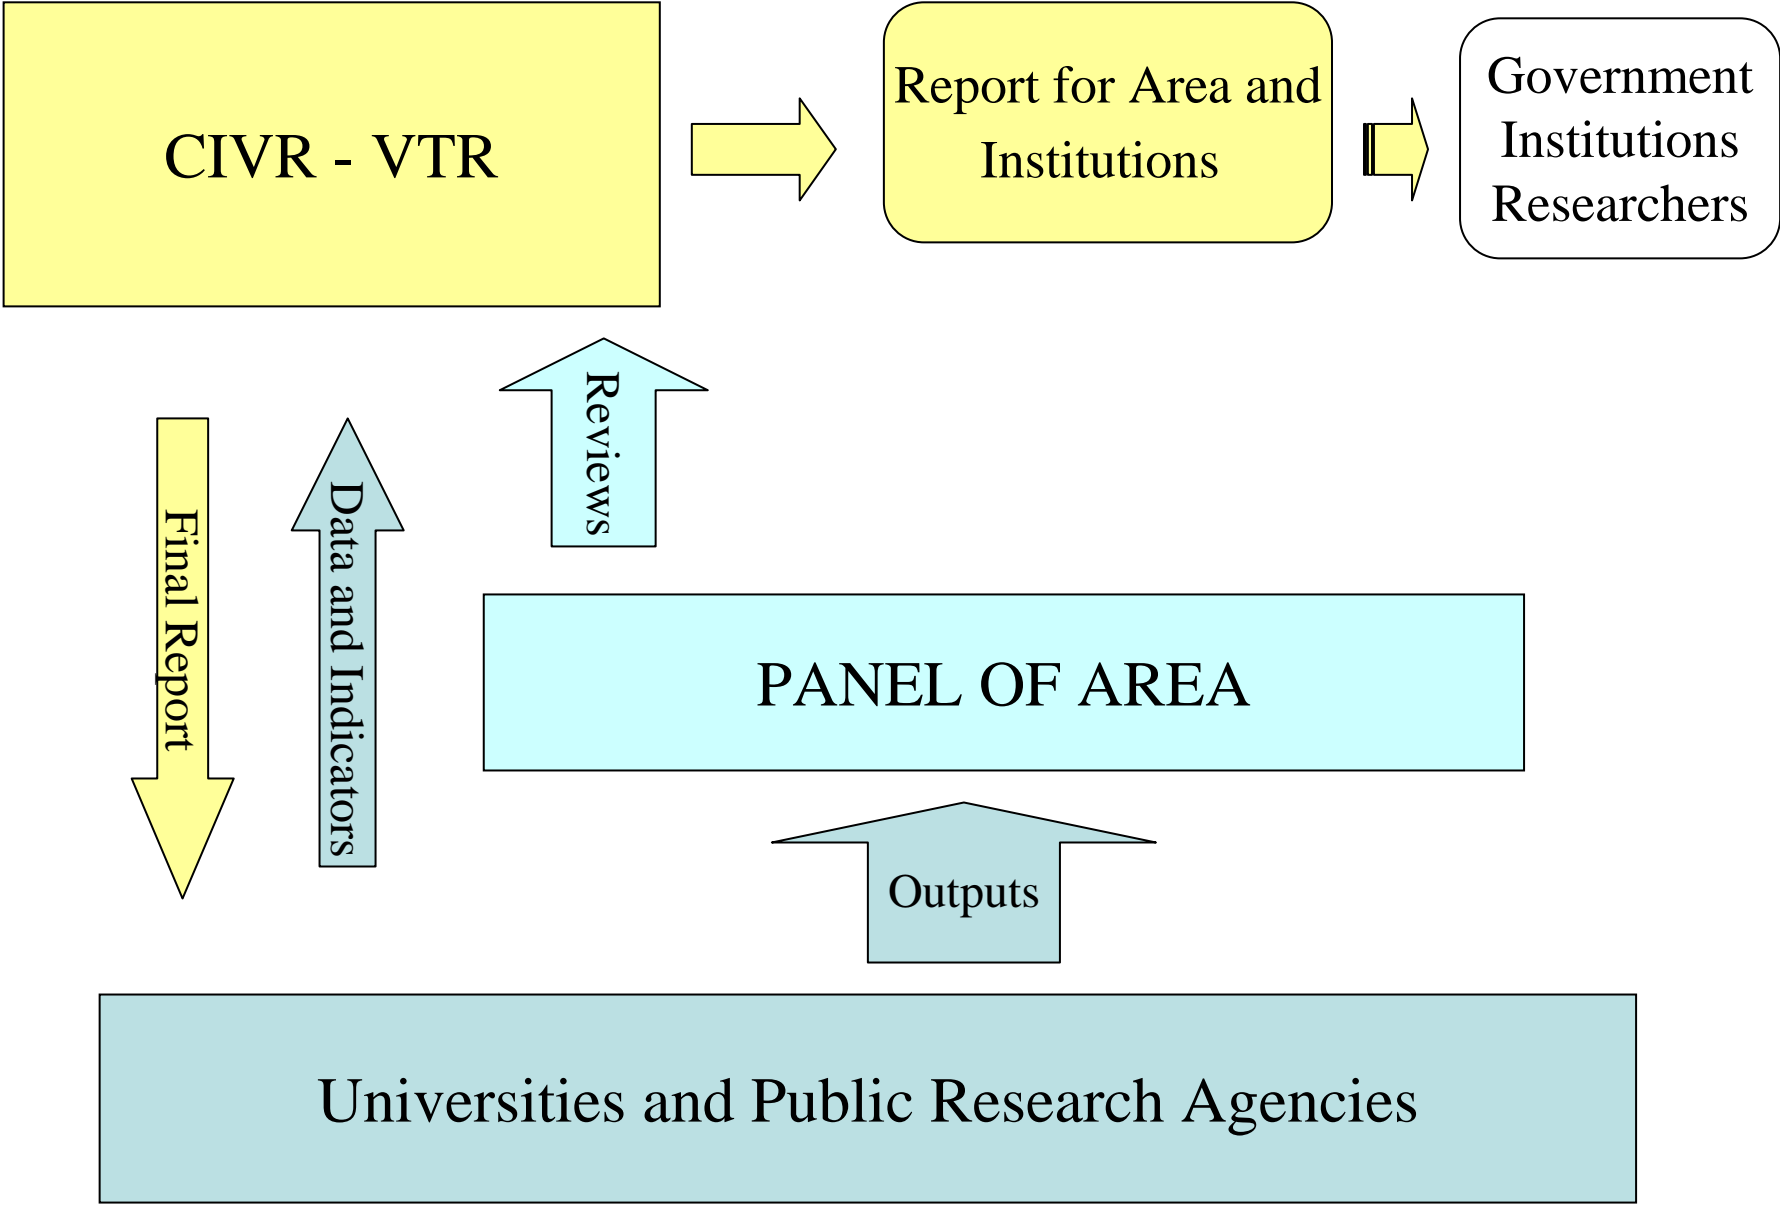 CIVR - VTR
Report for Area and
Institutions
Government
Institutions
Researchers
Reviews
Final Report
Data and Indicators
PANEL OF AREA
Outputs
Universities and Public Research Agencies